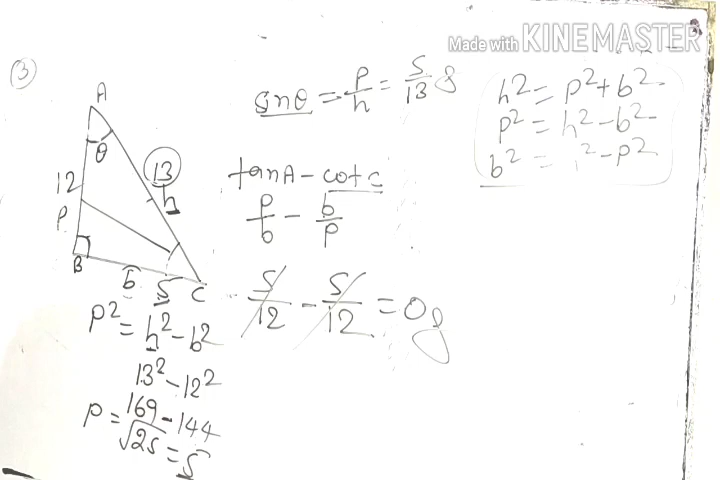 Made with KINEMASTER
③
A
θ
12
P
13
h
B
b
5
C
sinθ = p/h = 5/13
h² = p² + b²
p² = h² - b²
b² = ² - p²
tanA - cotc
p/b - b/p
5/12 - 5/12 = 0
p² = h² - b²
13² - 12²
p = 169 - 144
√25 = 5